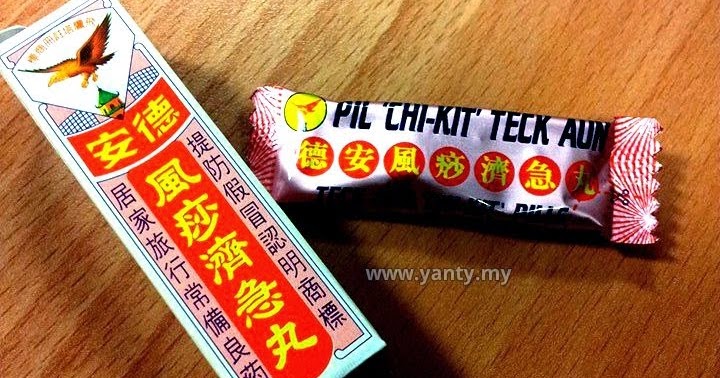 德安
提防假冒認明商標
風痧濟急丸
居家旅行常備良藥
PIL 'CHI-KIT' TECK AUN
德安風痧濟急丸
TECK PILLS
www.yanty.my